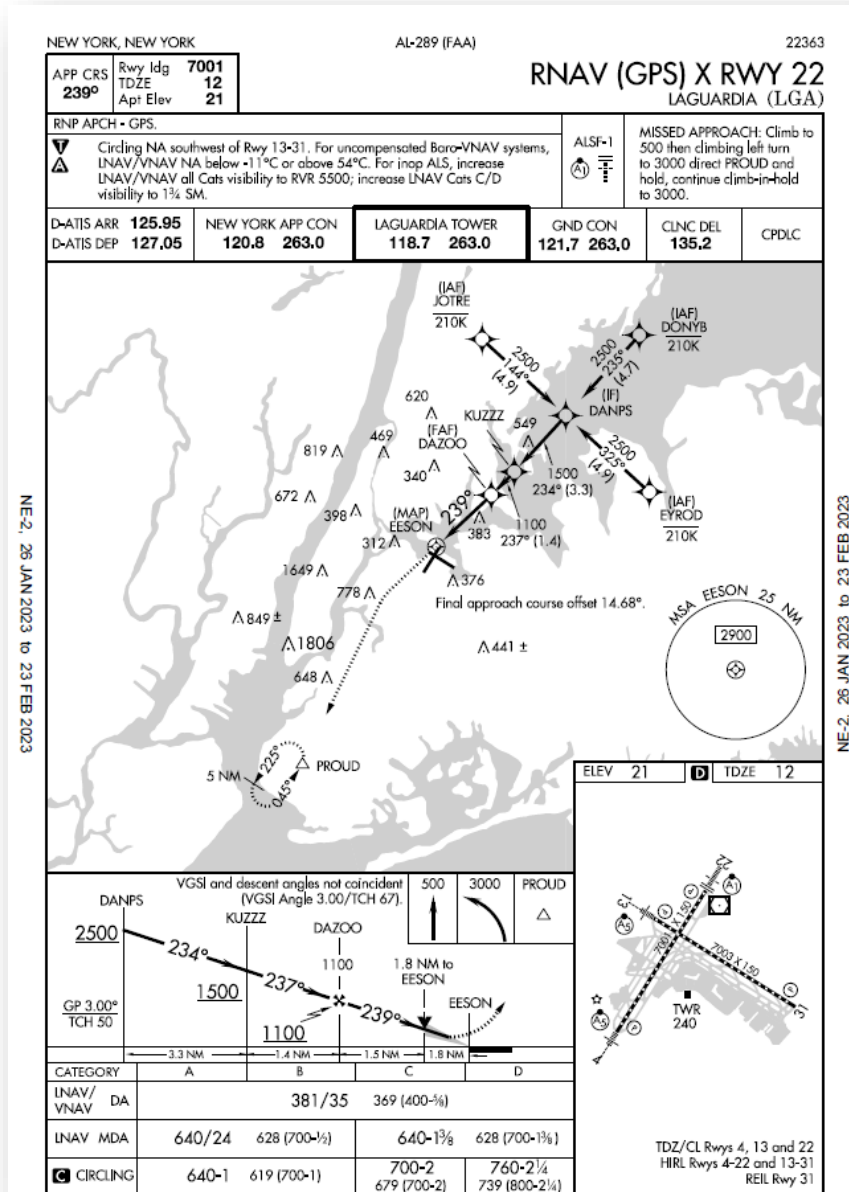 NEW YORK, NEW YORK
AL-289 (FAA)
22363
APP CRS
239°
Rwy ldg 7001
TDZE 12
Apt Elev 21
RNAV (GPS) X RWY 22
LAGUARDIA (LGA)
RNP APCH - GPS.
T
A
Circling NA southwest of Rwy 13-31. For uncompensated Baro-VNAV systems,
LNAV/VNAV NA below -11°C or above 54°C. For inop ALS, increase
LNAV/VNAV all Cats visibility to RVR 5500; increase LNAV Cats C/D
visibility to 1¾ SM.
ALSF-1
A1
MISSED APPROACH: Climb to
500 then climbing left turn
to 3000 direct PROUD and
hold, continue climb-in-hold
to 3000.
D-ATIS ARR 125.95
D-ATIS DEP 127.05
NEW YORK APP CON
120.8 263.0
LAGUARDIA TOWER
118.7 263.0
GND CON
121.7 263.0
CLNC DEL
135.2
CPDLC
(IAF)
JOTRE
210K
(IAF)
DONYB
210K
2500
144°
(4.9)
2500
235°
(4.7)
(IF)
DANPS
620
KUZZZ
549
(FAF)
DAZOO
469
819
340
2500
325°
(4.9)
1500
234° (3.3)
(IAF)
EYROD
210K
672
398
(MAP)
EESON
239°
383
1100
237° (1.4)
312
1649
778
376
Final approach course offset 14.68°.
849 ±
1806
441 ±
648
MSA EESON 25 NM
2900
5 NM
225°
045°
PROUD
NE-2, 26 JAN 2023 to 23 FEB 2023
NE-2, 26 JAN 2023 to 23 FEB 2023
ELEV 21
D
TDZE 12
22
A1
13
A5
7001 X 150
7003 X 150
31
TWR
240
A5
P
4
TDZ/CL Rwys 4, 13 and 22
HIRL Rwys 4-22 and 13-31
REIL Rwy 31
VGSI and descent angles not coincident
(VGSI Angle 3.00/TCH 67).
500
3000
PROUD
DANPS
KUZZZ
DAZOO
2500
234°
1500
237°
1100
1100
239°
1.8 NM to
EESON
EESON
GP 3.00°
TCH 50
3.3 NM
1.4 NM
1.5 NM
1.8 NM
CATEGORY A B C D
LNAV/
VNAV DA 381/35 369 (400-⅝)
LNAV MDA 640/24 628 (700-½) 640-1⅜ 628 (700-1⅜)
C CIRCLING 640-1 619 (700-1) 700-2 679 (700-2) 760-2¼ 739 (800-2¼)